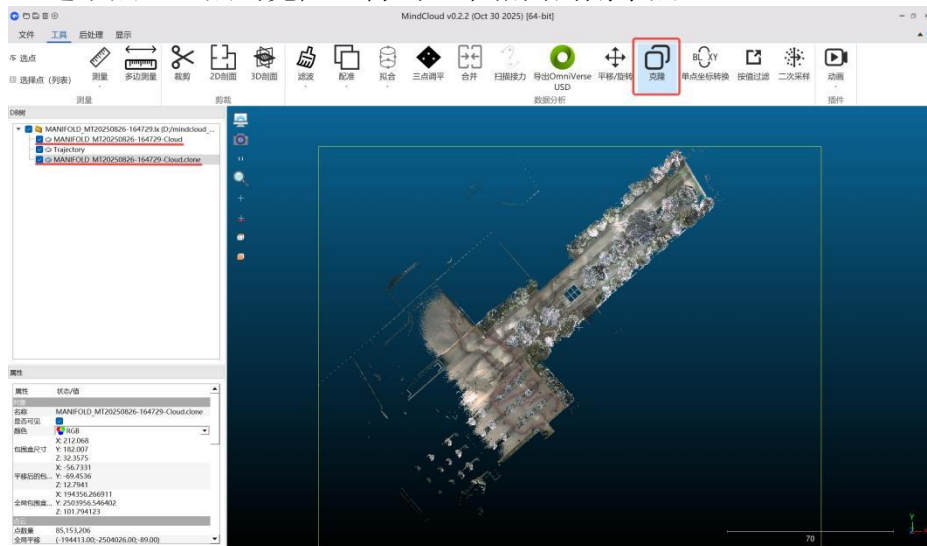 MindCloud v0.2.2 (Oct 30 2025) [64-bit]
文件 工具 后处理 显示
选点
选择点（列表）
测量 多边测量 裁剪 2D剖面 3D剖面 滤波 配准 拟合 三点调平 合并 扫描接力 导出OmniVerse USD 平移/旋转 克隆 单点坐标转换 按值过滤 二次采样 动画
测量 剪裁 数据分析 插件
DB树
MANIFOLD_MT20250826-164729.lx (D:/mindcloud_...
MANIFOLD_MT20250826-164729-Cloud
Trajectory
MANIFOLD_MT20250826-164729-Cloud.clone
属性
属性 状态/值
对象
名称 MANIFOLD_MT20250826-164729-Cloud.clone
是否可见
颜色 RGB
包围盒尺寸 X: 212.068
Y: 182.007
Z: 32.3575
平移后的包... X: -56.7331
Y: -69.4536
Z: 12.7941
全局包围盒... X: 194356.266911
Y: 2503956.546402
Z: 101.794123
点云
点数量 85,153,206
全局平移 (-194413.00;-2504026.00;-89.00)
70
Y
X
Z